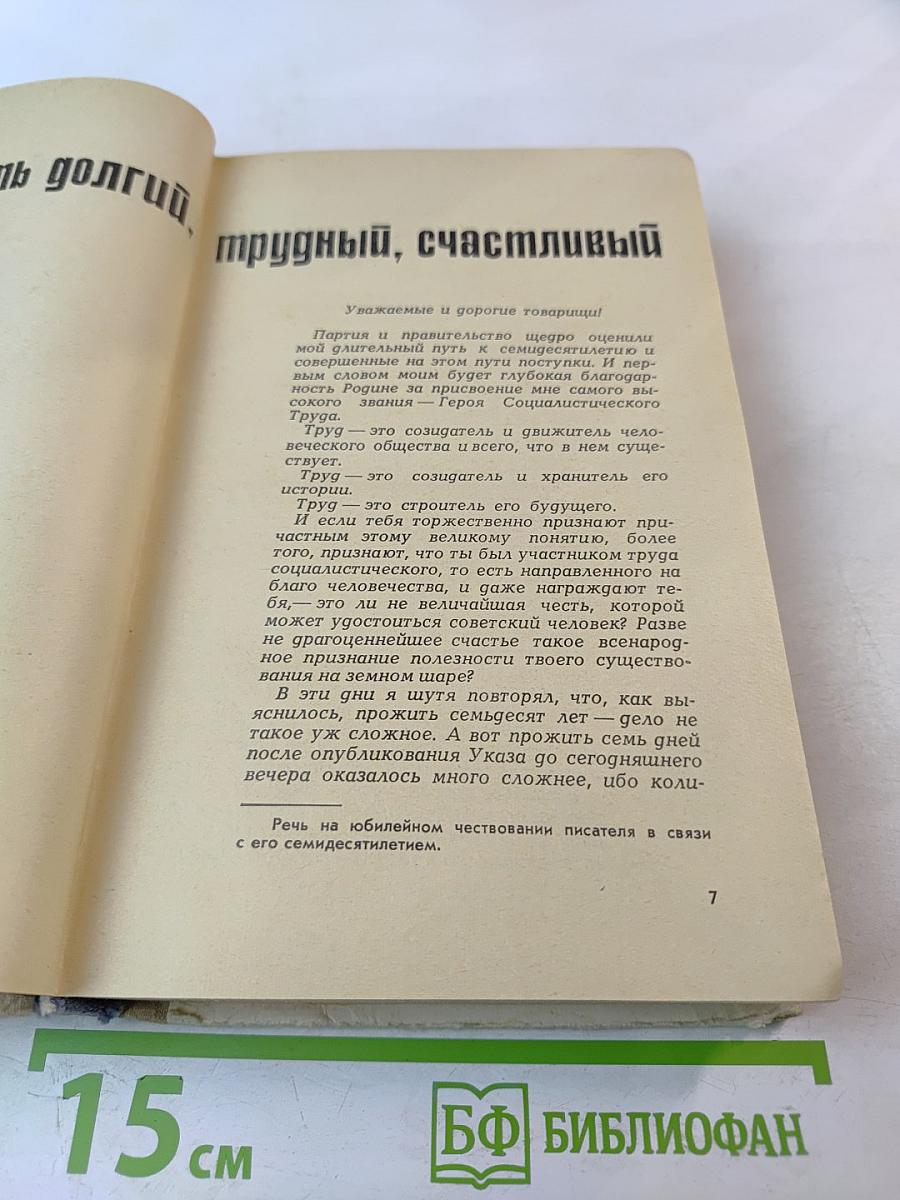 долгий,
трудный, счастливый
Уважаемые и дорогие товарищи!
Партия и правительство щедро оценили
мой длительный путь к семидесятилетию и
совершенные на этом пути поступки. И пер-
вым словом моим будет глубокая благодар-
ность Родине за присвоение мне самого вы-
сокого звания — Героя Социалистического
Труда.
Труд — это созидатель и движитель чело-
веческого общества и всего, что в нем суще-
ствует.
Труд — это созидатель и хранитель его
истории.
Труд — это строитель его будущего.
И если тебя торжественно признают при-
частным этому великому понятию, более
того, признают, что ты был участником труда
социалистического, то есть направленного на
благо человечества, и даже награждают те-
бя,— это ли не величайшая честь, которой
может удостоиться советский человек? Разве
не драгоценнейшее счастье такое всенарод-
ное признание полезности твоего существо-
вания на земном шаре?
В эти дни я шутя повторял, что, как вы-
яснилось, прожить семьдесят лет — дело не
такое уж сложное. А вот прожить семь дней
после опубликования Указа до сегодняшнего
вечера оказалось много сложнее, ибо коли-
Речь на юбилейном чествовании писателя в связи
с его семидесятилетием.
7
15 см
БФ БИБЛИОФАН